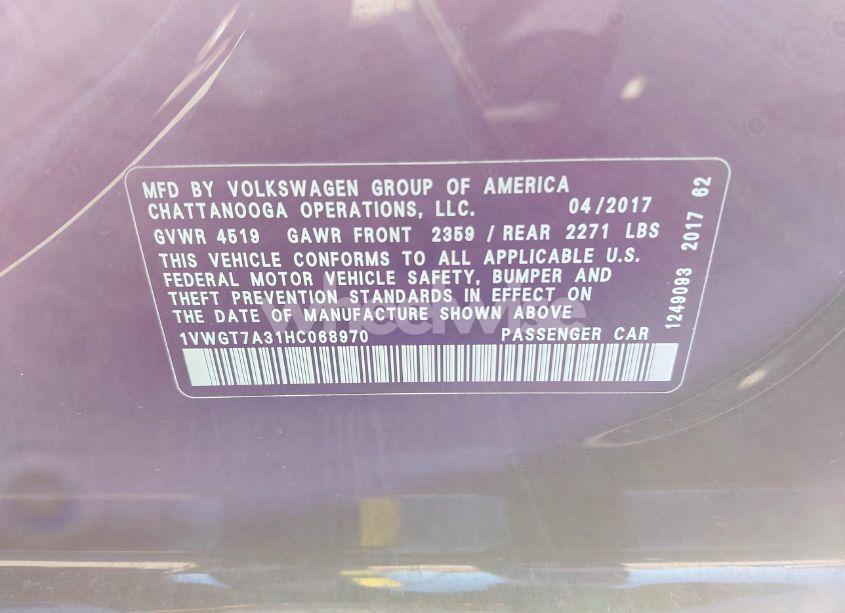 MFD BY VOLKSWAGEN GROUP OF AMERICA
CHATTANOOGA OPERATIONS, LLC. 04/2017
GVWR 4519 GAWR FRONT 2359 / REAR 2271 LBS
THIS VEHICLE CONFORMS TO ALL APPLICABLE U.S.
FEDERAL MOTOR VEHICLE SAFETY, BUMPER AND
THEFT PREVENTION STANDARDS IN EFFECT ON
THE DATE OF MANUFACTURE SHOWN ABOVE
1VWGT7A31HC068970 PASSENGER CAR
1249093 2017 62
wheelwise